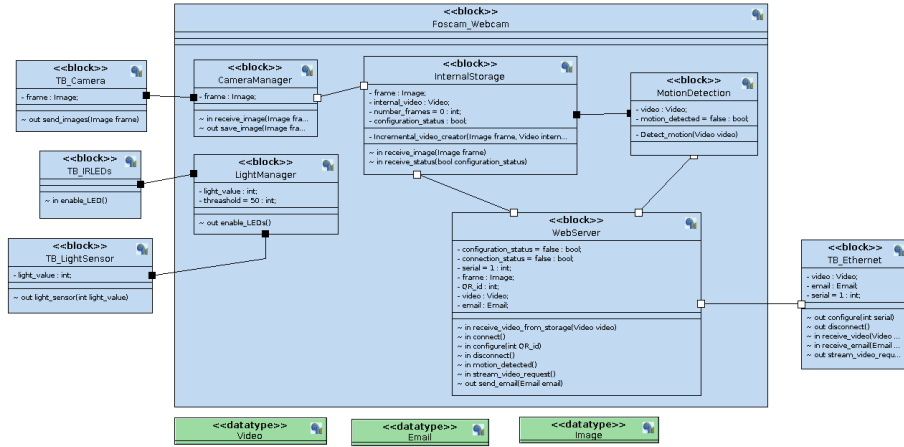 <<block>>
Foscam_Webcam
<<block>>
TB_Camera
- frame : Image;
~ out send_images(Image frame)
<<block>>
CameraManager
- frame : Image;
~ in receive_image(Image fra...
~ out save_image(Image fra...
<<block>>
InternalStorage
- frame : Image;
- internal_video : Video;
- number_frames = 0 : int;
- configuration_status : bool;
- Incremental_video_creator(Image frame, Video intern...
~ in receive_image(Image frame)
~ in receive_status(bool configuration_status)
<<block>>
MotionDetection
- video : Video;
- motion_detected = false : bool;
- Detect_motion(Video video)
<<block>>
TB_IRLEDs
~ in enable_LED()
<<block>>
LightManager
- light_value : int;
- threashold = 50 : int;
~ out enable_LEDs()
<<block>>
TB_LightSensor
- light_value : int;
~ out light_sensor(int light_value)
<<block>>
WebServer
- configuration_status = false : bool;
- connection_status = false : bool;
- serial = 1 : int;
- frame : Image;
- QR_id : int;
- video : Video;
- email : Email;
~ in receive_video_from_storage(Video video)
~ in connect()
~ in configure(int QR_id)
~ in disconnect()
~ in motion_detected()
~ in stream_video_request()
~ out send_email(Email email)
<<block>>
TB_Ethernet
- video : Video;
- email : Email;
- serial = 1 : int;
~ out configure(int serial)
~ out disconnect()
~ in receive_video(Video ...
~ in receive_email(Email ...
~ out stream_video_requ...
<<datatype>>
Video
<<datatype>>
Email
<<datatype>>
Image